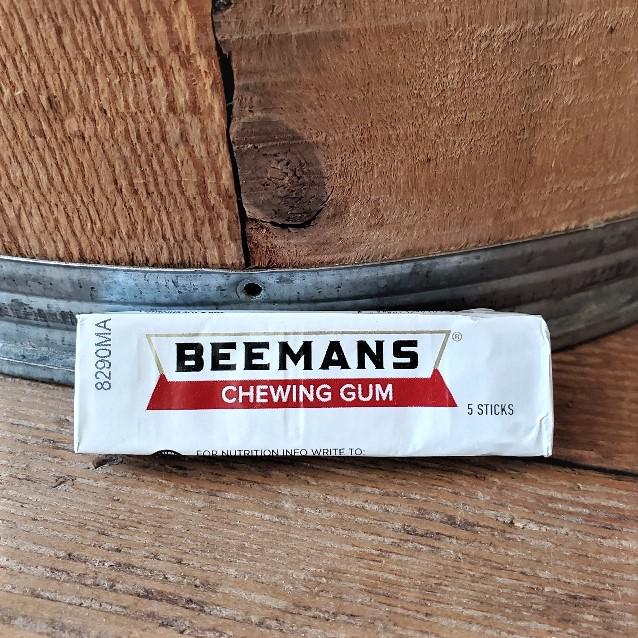 8290MA
BEEMANS®
CHEWING GUM
5 STICKS
FOR NUTRITION INFO WRITE TO: